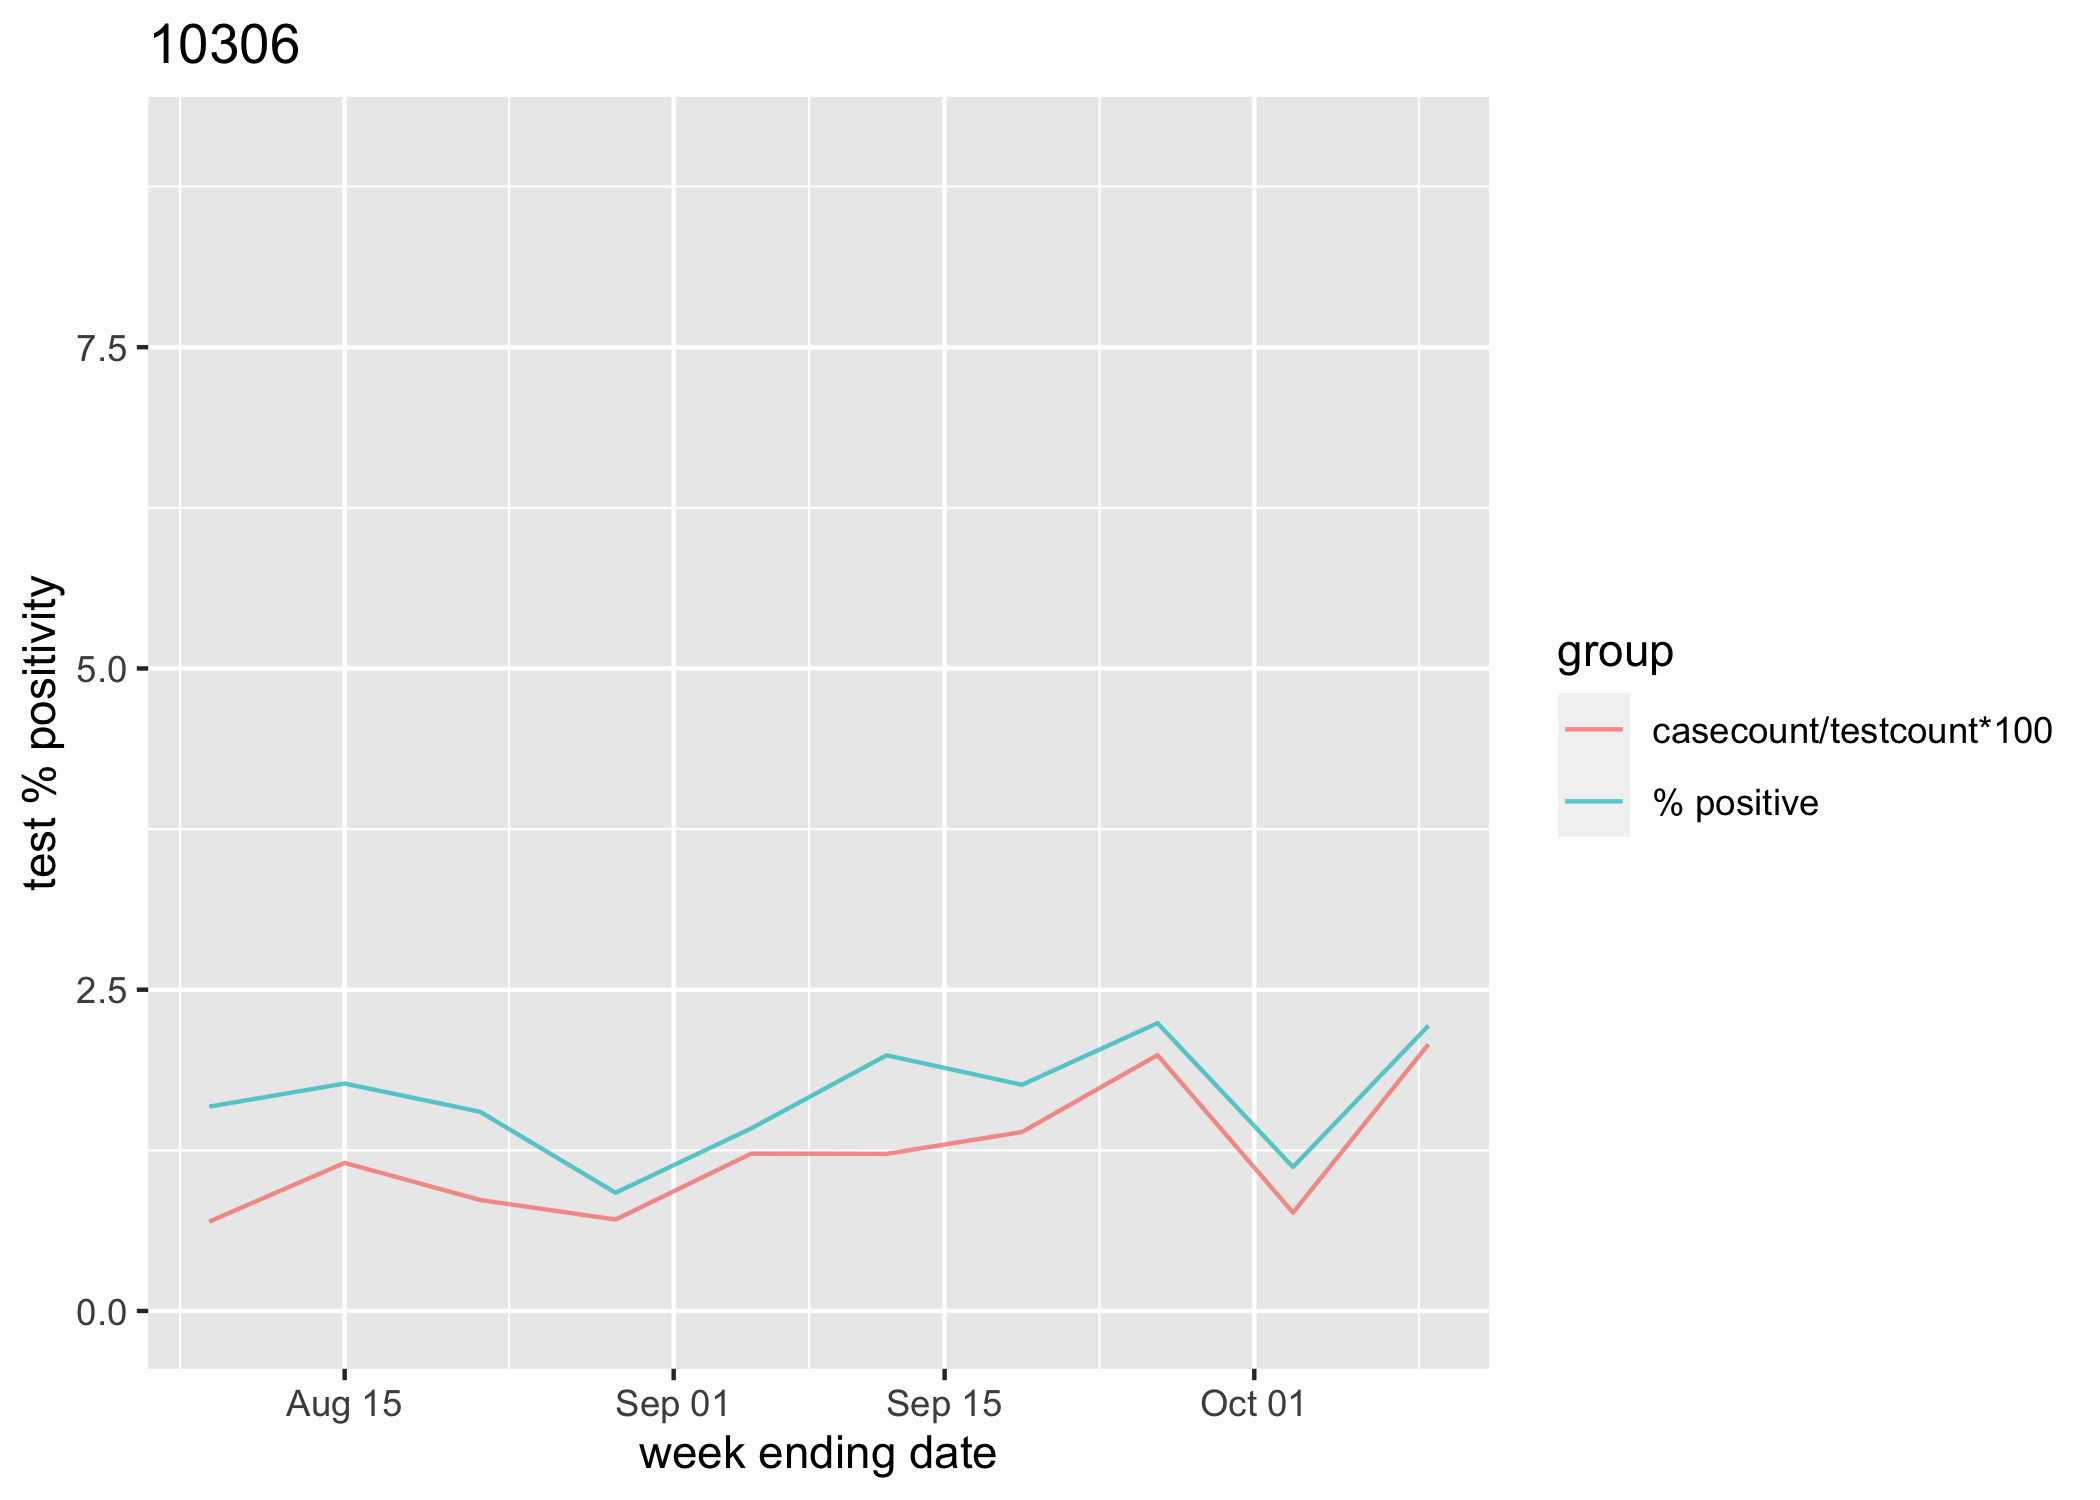 10306
test % positivity
7.5
5.0
2.5
0.0
Aug 15
Sep 01
Sep 15
Oct 01
week ending date
group
casecount/testcount*100
% positive